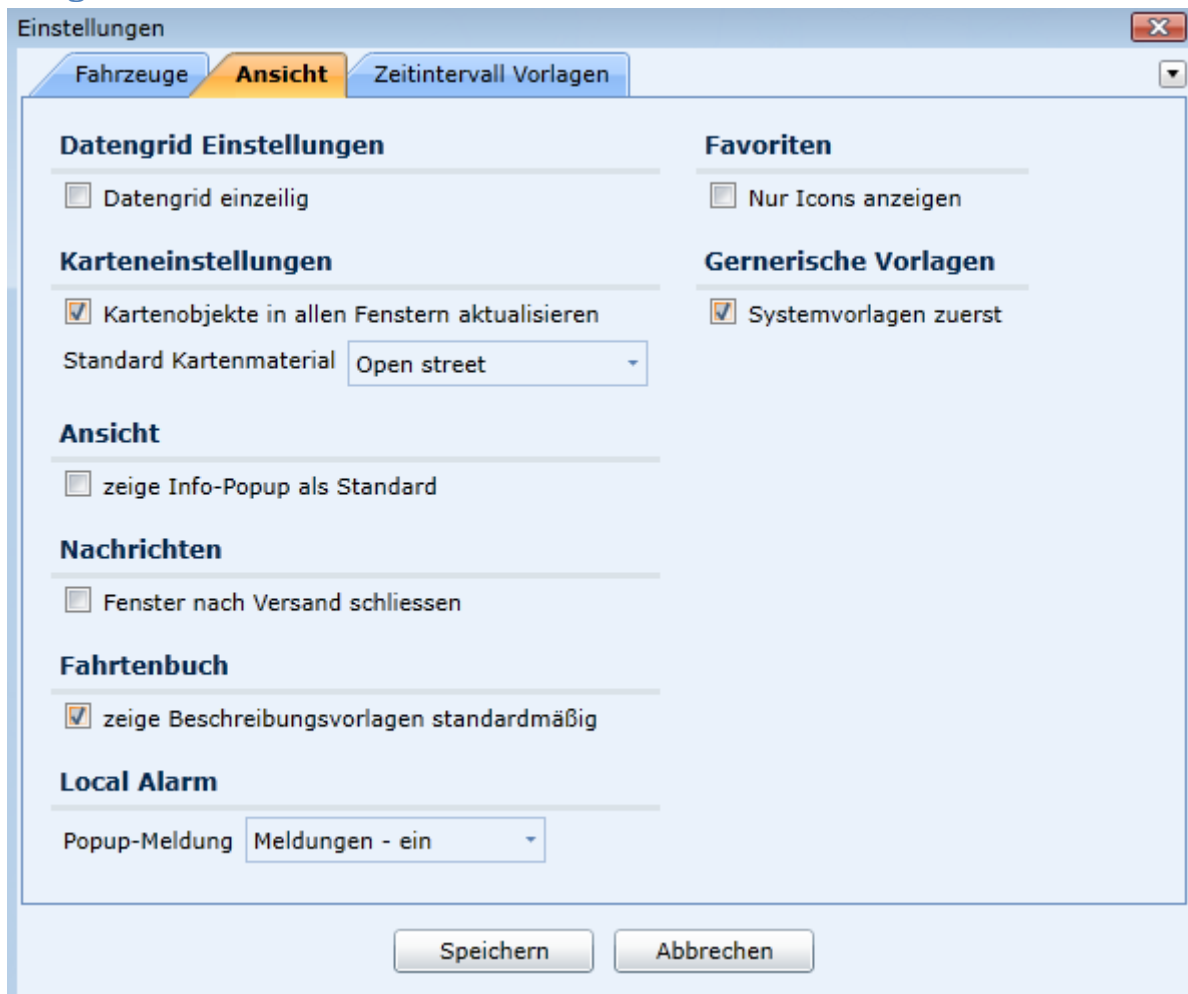 Einstellungen
Fahrzeuge Ansicht Zeitintervall Vorlagen
Datengrid Einstellungen
Datengrid einzeilig
Karteneinstellungen
Kartenobjekte in allen Fenstern aktualisieren
Standard Kartenmaterial Open street
Ansicht
zeige Info-Popup als Standard
Nachrichten
Fenster nach Versand schliessen
Fahrtenbuch
zeige Beschreibungsvorlagen standardmäßig
Local Alarm
Popup-Meldung Meldungen - ein
Favoriten
Nur Icons anzeigen
Gernerische Vorlagen
Systemvorlagen zuerst
Speichern Abbrechen